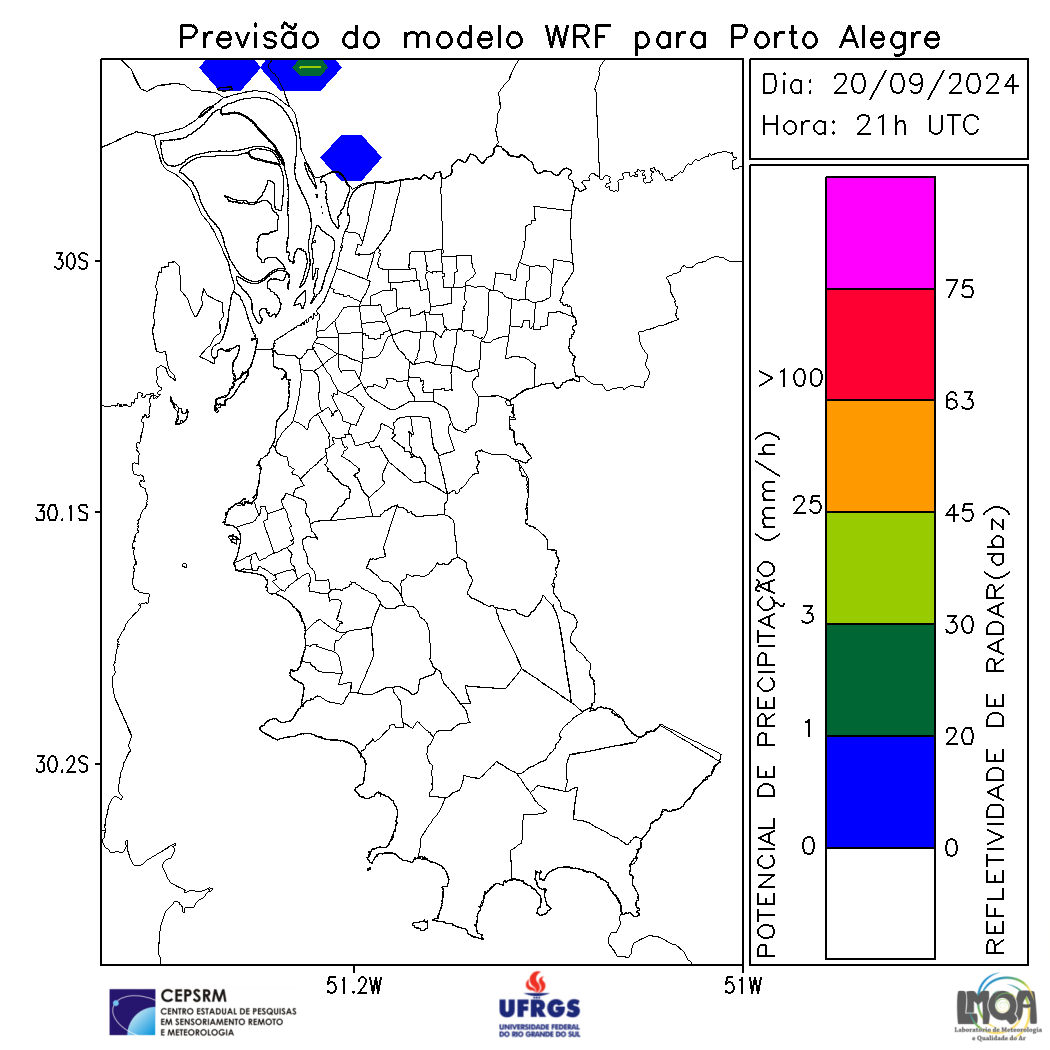 Previsão do modelo WRF para Porto Alegre
Dia: 20/09/2024
Hora: 21h UTC
30S
30.1S
30.2S
51.2W
51W
POTENCIAL DE PRECIPITAÇÃO (mm/h)
>100
25
3
1
0
75
63
45
30
20
0
REFLETIVIDADE DE RADAR(dbz)
CEPSRM
CENTRO ESTADUAL DE PESQUISAS
EM SENSORIAMENTO REMOTO
E METEOROLOGIA
UFRGS
UNIVERSIDADE FEDERAL
DO RIO GRANDE DO SUL
LMQA
Laboratório de Meteorologia
e Qualidade do Ar